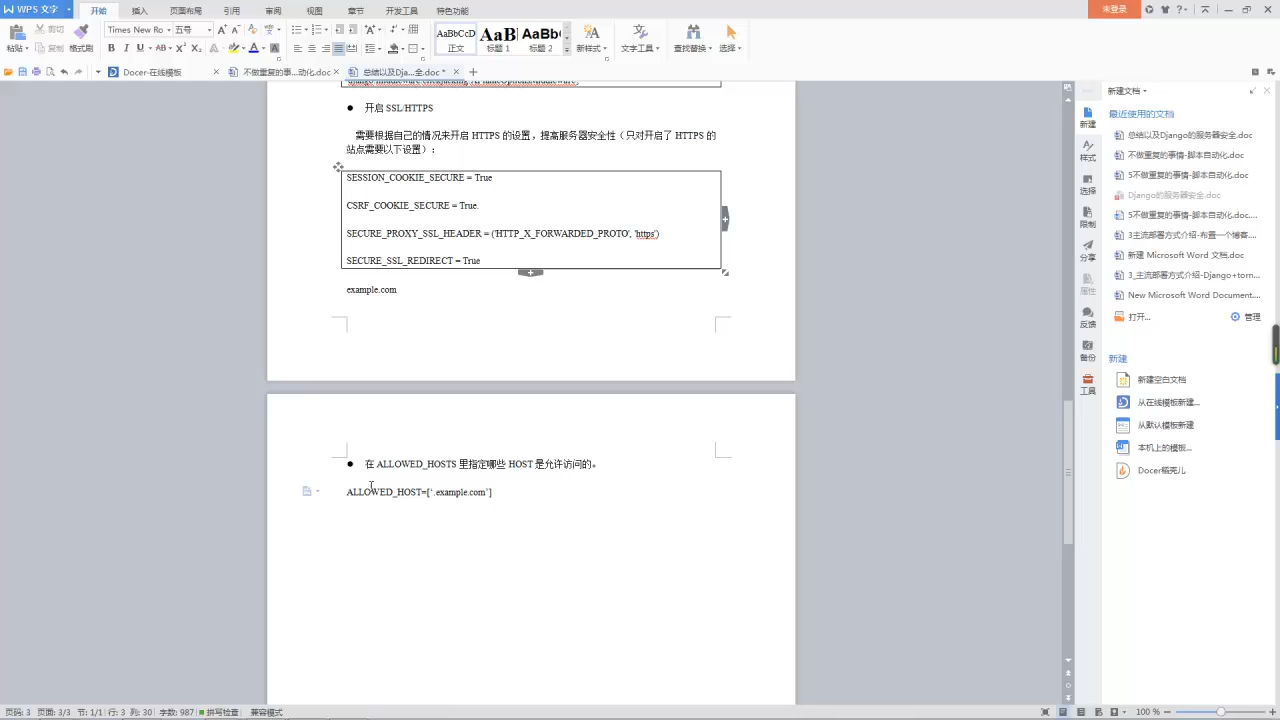 WPS 文字
开始
插入
页面布局
引用
审阅
视图
章节
开发工具
特色功能
未登录
粘贴
剪切
复制
格式刷
Times New Ro
五号
AaBbCcD
正文
AaB
标题 1
AaBb(
标题 2
新样式
文字工具
查找替换
选择
Docer-在线模板
不做重复的事...动化.doc
总结以及Dja...全.doc *
● 开启 SSL/HTTPS
需要根据自己的情况来开启 HTTPS 的设置，提高服务器安全性（只对开启了 HTTPS 的
站点需要以下设置）：
SESSION_COOKIE_SECURE = True
CSRF_COOKIE_SECURE = True.
SECURE_PROXY_SSL_HEADER = ('HTTP_X_FORWARDED_PROTO', 'https')
SECURE_SSL_REDIRECT = True
example.com
● 在 ALLOWED_HOSTS 里指定哪些 HOST 是允许访问的。
ALLOWED_HOST=['.example.com']
新建
样式
选择
限制
分享
属性
反馈
备份
工具
新建文档
最近使用的文档
总结以及Django的服务器安全.doc
不做重复的事情-脚本自动化.doc
5不做重复的事情-脚本自动化.doc
Django的服务器安全.doc
5不做重复的事情-脚本自动化.doc...
3主流部署方式介绍-布置一个博客....
新建 Microsoft Word 文档.doc
3_主流部署方式介绍-Django+torn...
New Microsoft Word Document....
打开...
管理
新建
新建空白文档
从在线模板新建...
从默认模板新建
本机上的模板...
Docer稻壳儿
页码: 3 页面: 3/3 节: 1/1 行: 3 列: 30 字数: 987 拼写检查 兼容模式
100 %